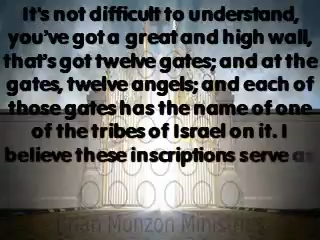 It's not difficult to understand,
you've got a great and high wall,
that's got twelve gates; and at the
gates, twelve angels; and each of
those gates has the name of one
of the tribes of Israel on it. I
believe these inscriptions serve as
Monzon Ministries